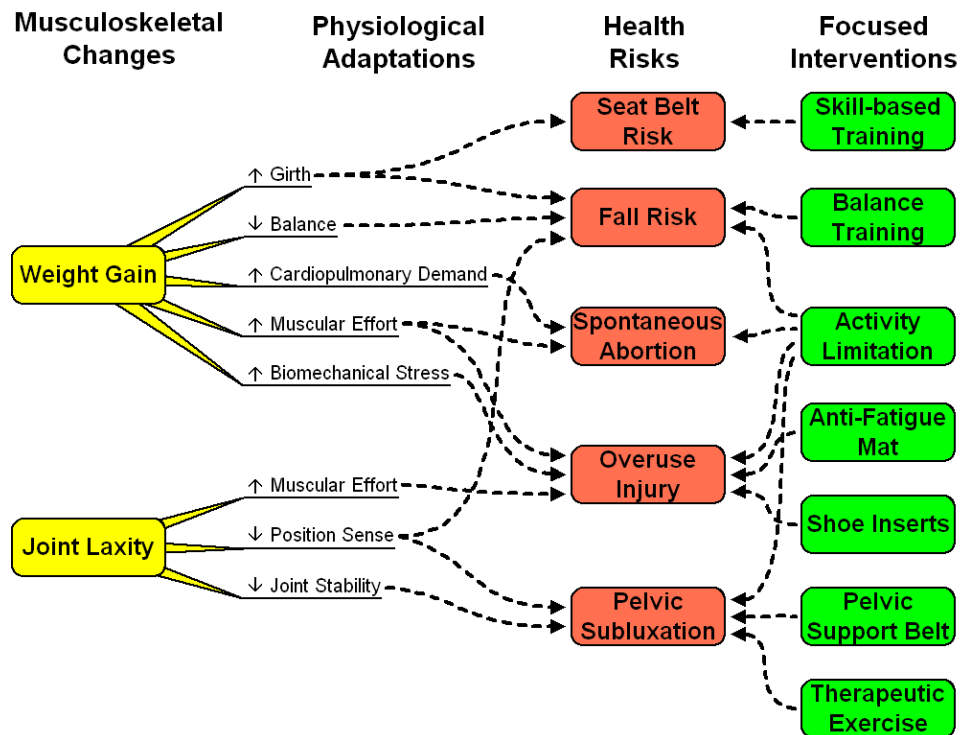 Musculoskeletal
Changes
Physiological
Adaptations
Health
Risks
Focused
Interventions
Weight Gain
Joint Laxity
↑ Girth
↓ Balance
↑ Cardiopulmonary Demand
↑ Muscular Effort
↑ Biomechanical Stress
↑ Muscular Effort
↓ Position Sense
↓ Joint Stability
Seat Belt
Risk
Fall Risk
Spontaneous
Abortion
Overuse
Injury
Pelvic
Subluxation
Skill-based
Training
Balance
Training
Activity
Limitation
Anti-Fatigue
Mat
Shoe Inserts
Pelvic
Support Belt
Therapeutic
Exercise